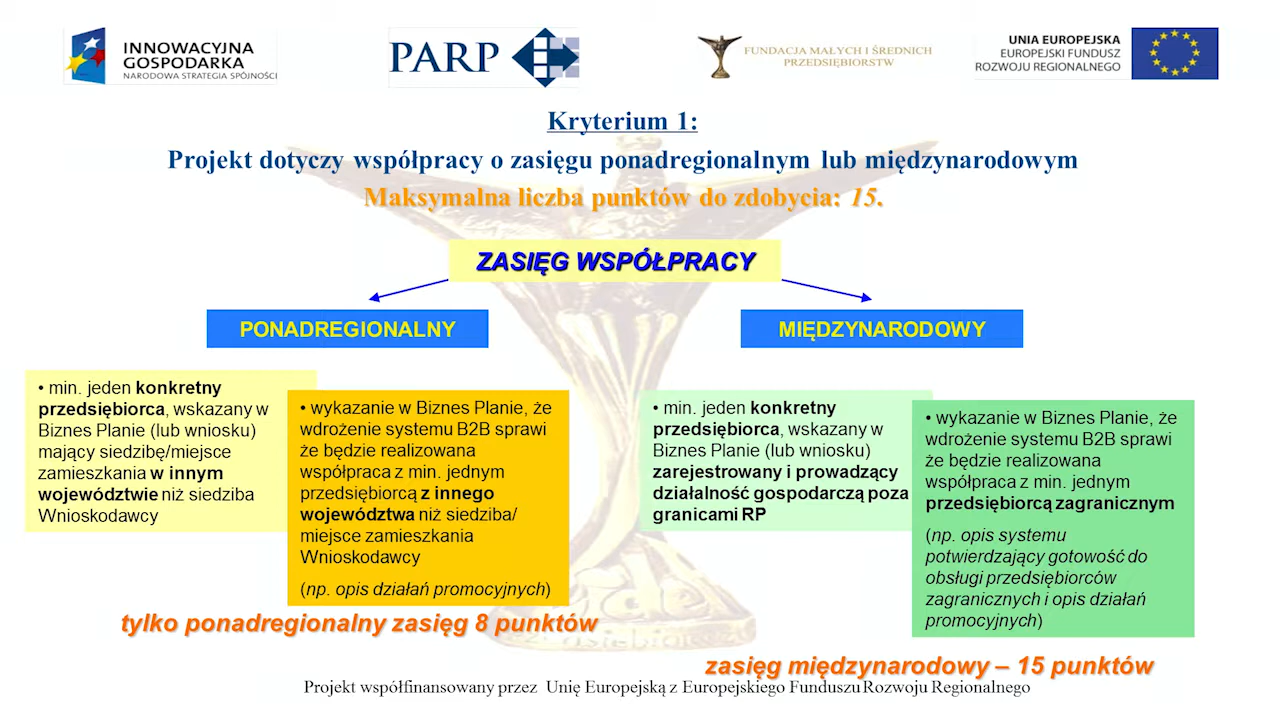 INNOWACYJNA
GOSPODARKA
NARODOWA STRATEGIA SPÓJNOŚCI
PARP
FUNDACJA MAŁYCH I ŚREDNICH
PRZEDSIĘBIORSTW
UNIA EUROPEJSKA
EUROPEJSKI FUNDUSZ
ROZWOJU REGIONALNEGO
Kryterium 1:
Projekt dotyczy współpracy o zasięgu ponadregionalnym lub międzynarodowym
Maksymalna liczba punktów do zdobycia: 15.
ZASIĘG WSPÓŁPRACY
PONADREGIONALNY
MIĘDZYNARODOWY
• min. jeden konkretny
przedsiębiorca, wskazany w
Biznes Planie (lub wniosku)
mający siedzibę/miejsce
zamieszkania w innym
województwie niż siedziba
Wnioskodawcy
• wykazanie w Biznes Planie, że
wdrożenie systemu B2B sprawi
że będzie realizowana
współpraca z min. jednym
przedsiębiorcą z innego
województwa niż siedziba/
miejsce zamieszkania
Wnioskodawcy
(np. opis działań promocyjnych)
tylko ponadregionalny zasięg 8 punktów
• min. jeden konkretny
przedsiębiorca, wskazany w
Biznes Planie (lub wniosku)
zarejestrowany i prowadzący
działalność gospodarczą poza
granicami RP
• wykazanie w Biznes Planie, że
wdrożenie systemu B2B sprawi
że będzie realizowana
współpraca z min. jednym
przedsiębiorcą zagranicznym
(np. opis systemu
potwierdzający gotowość do
obsługi przedsiębiorców
zagranicznych i opis działań
promocyjnych)
zasięg międzynarodowy – 15 punktów
Projekt współfinansowany przez Unię Europejską z Europejskiego Funduszu Rozwoju Regionalnego